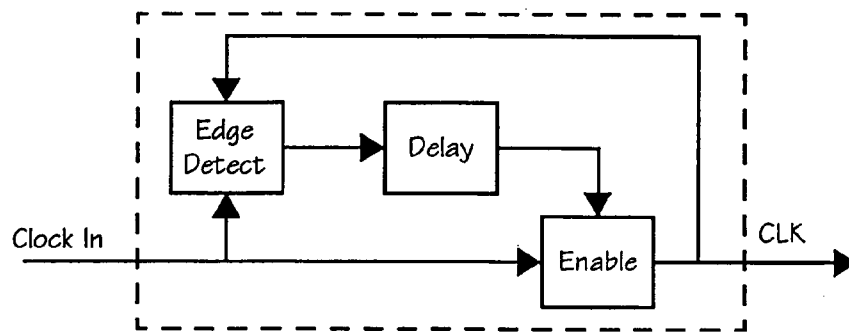 Edge
Detect
Delay
Clock In
Enable
CLK